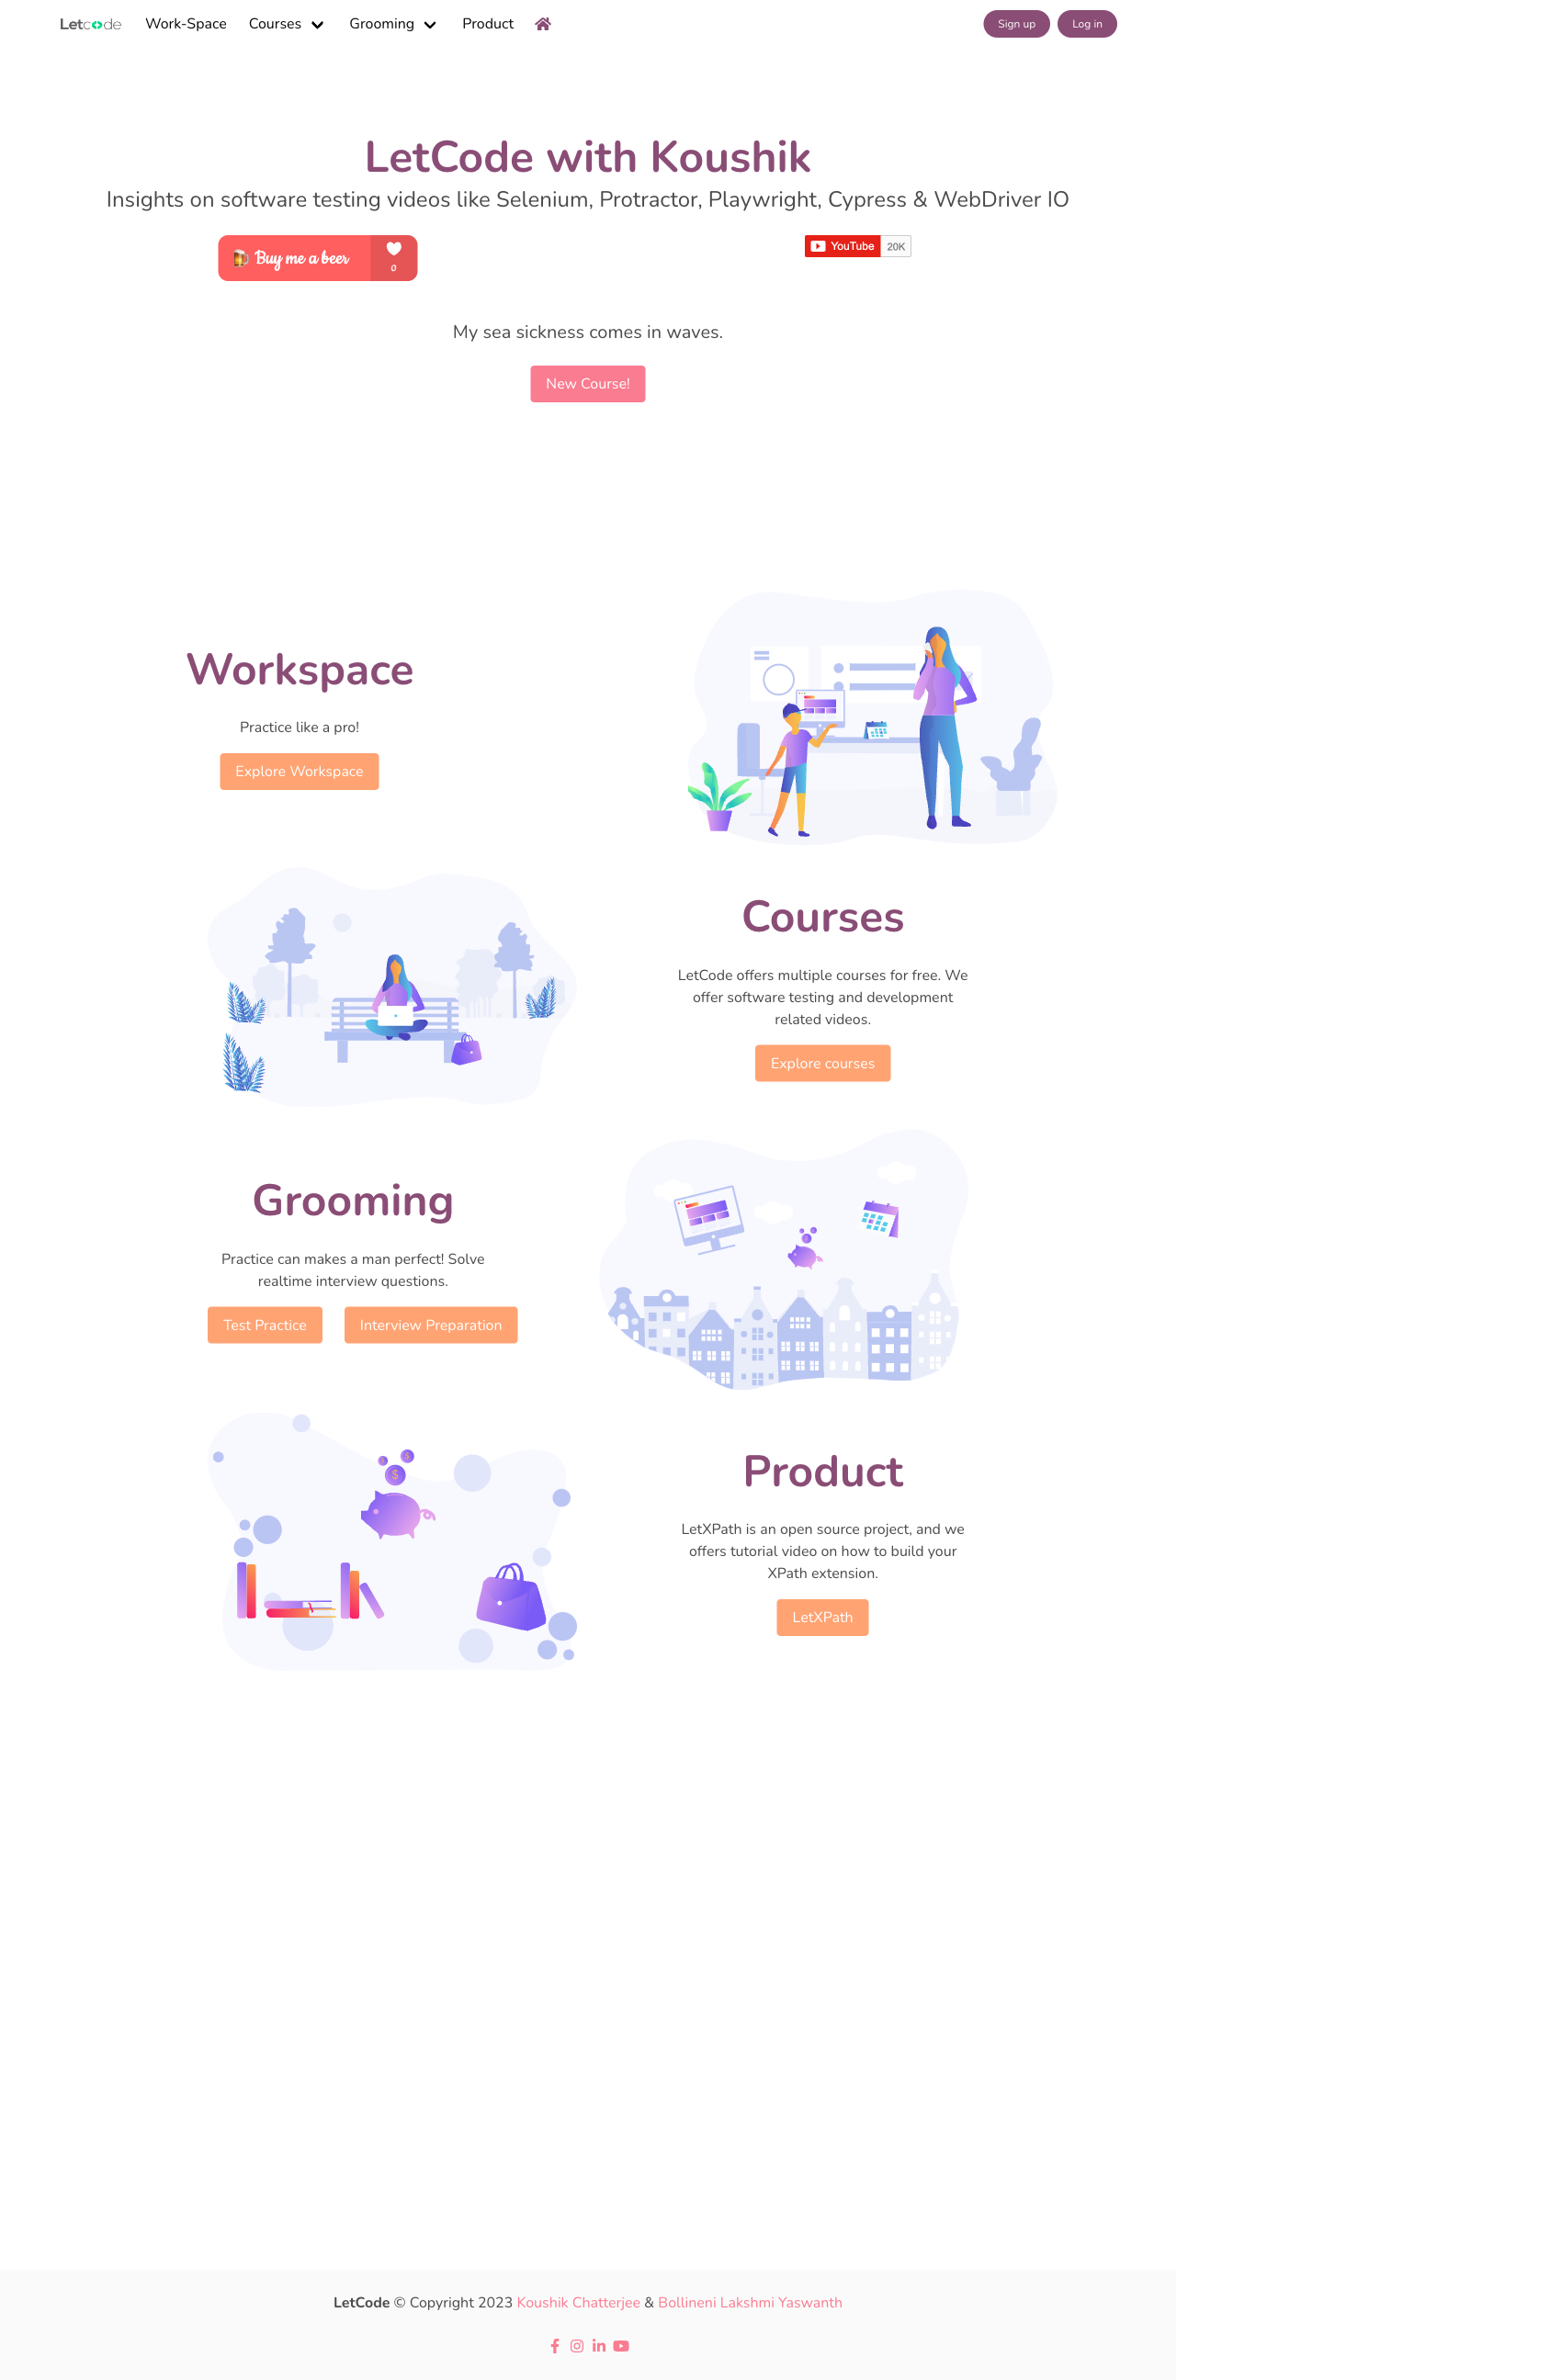 Letcode Work-Space Courses Grooming Product Sign up Log in
LetCode with Koushik
Insights on software testing videos like Selenium, Protractor, Playwright, Cypress & WebDriver IO
Buy me a beer 0 YouTube 20K
My sea sickness comes in waves.
New Course!
Workspace
Practice like a pro!
Explore Workspace
Courses
LetCode offers multiple courses for free. We
offer software testing and development
related videos.
Explore courses
Grooming
Practice can makes a man perfect! Solve
realtime interview questions.
Test Practice Interview Preparation
Product
LetXPath is an open source project, and we
offers tutorial video on how to build your
XPath extension.
LetXPath
LetCode © Copyright 2023 Koushik Chatterjee & Bollineni Lakshmi Yaswanth